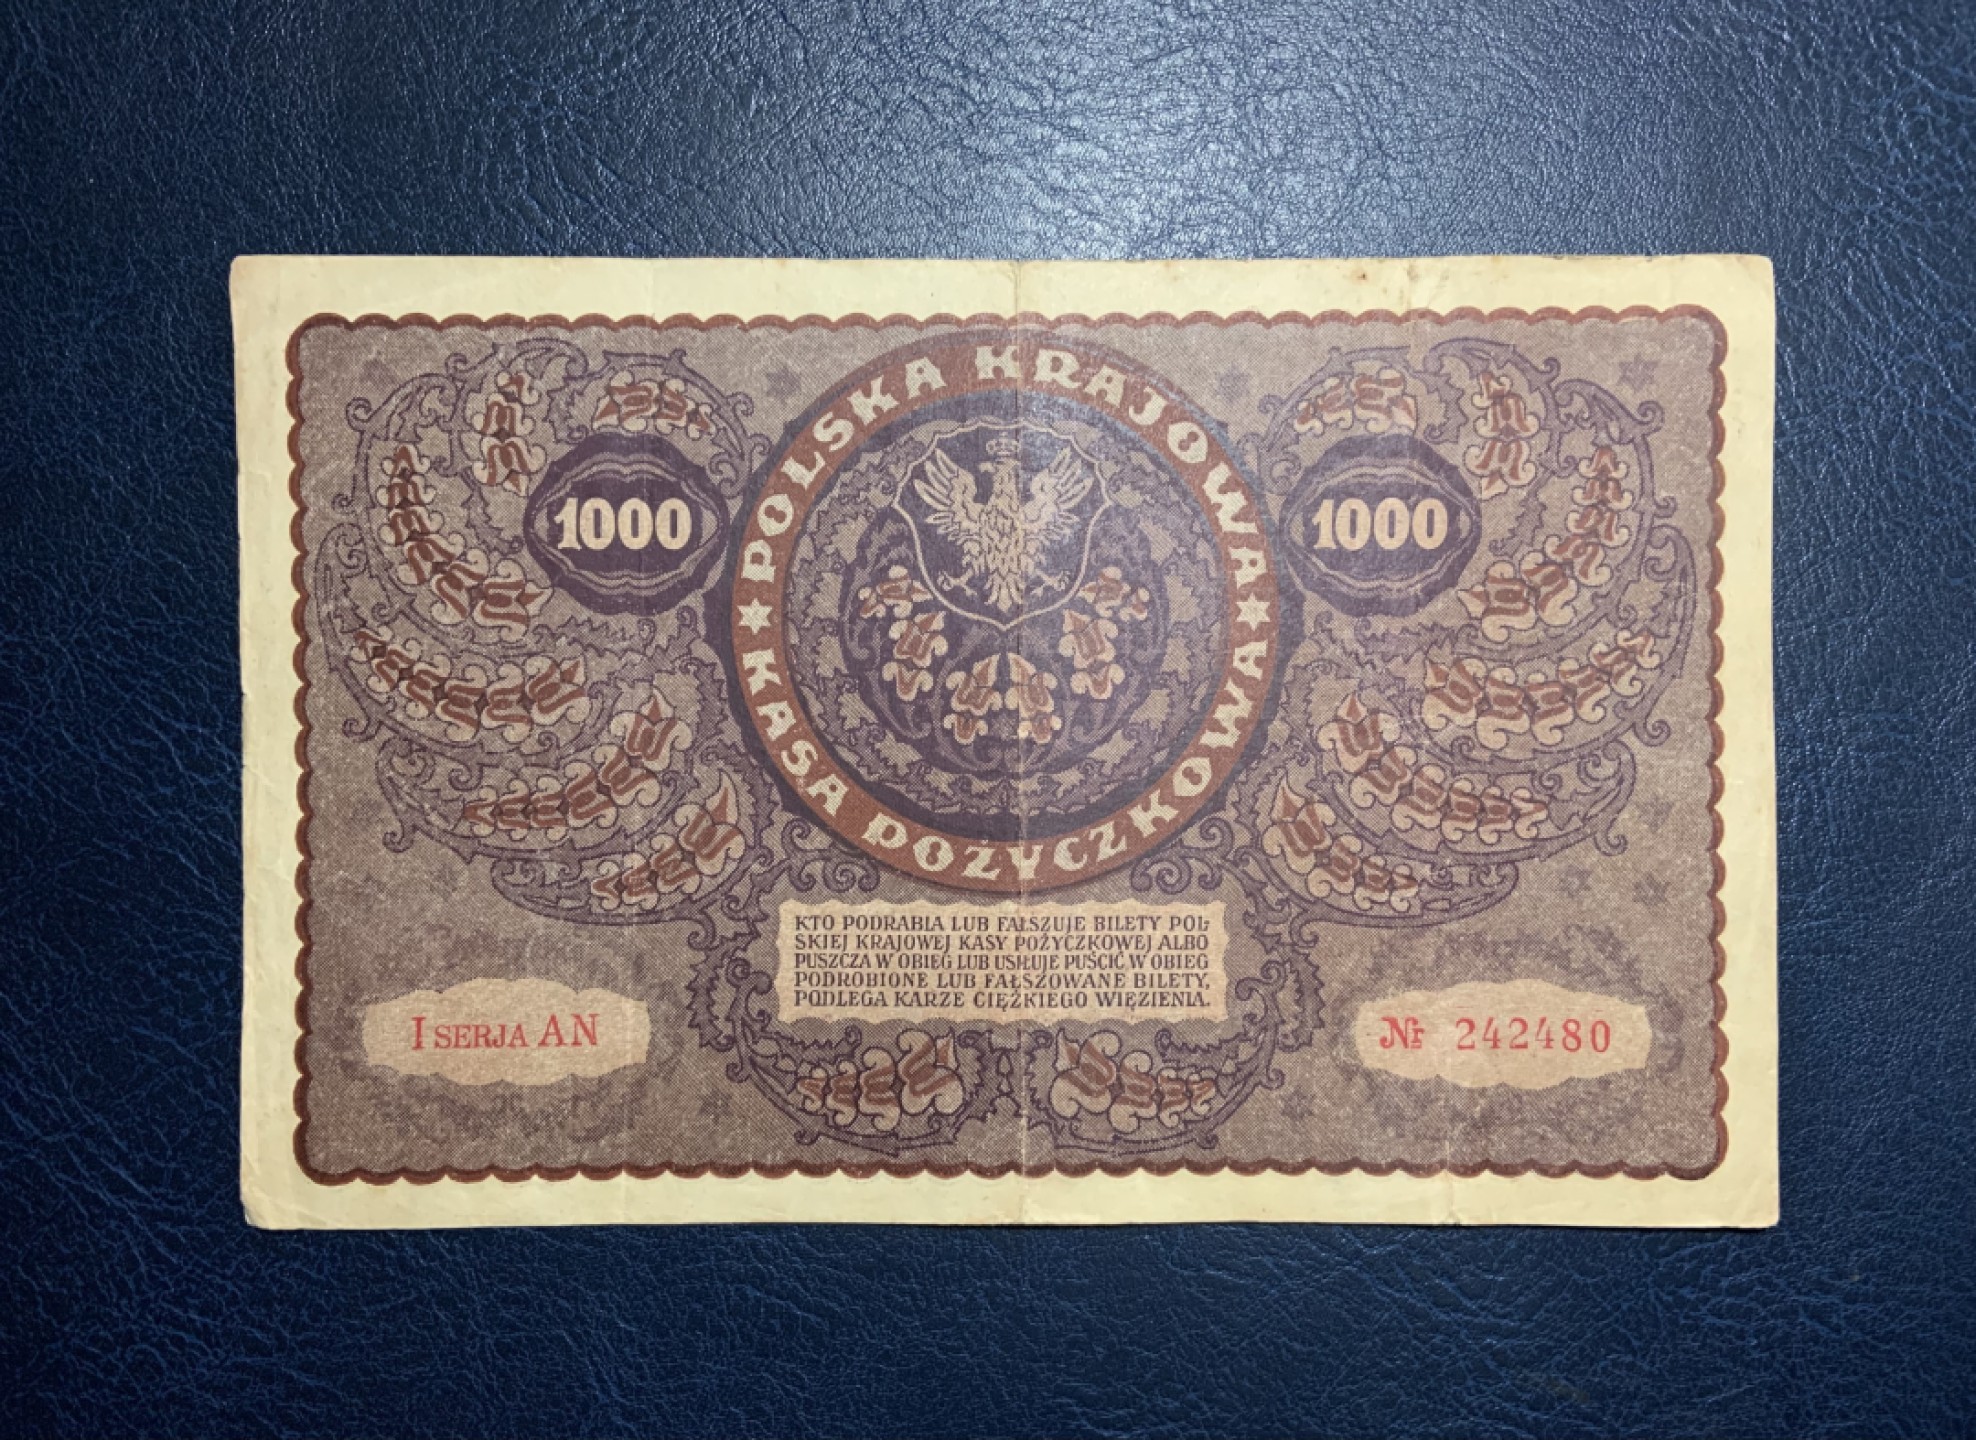 POLSKA KRAJOWA
KASA POŻYCZKOWA
1000
1000
KTO PODRABIA LUB FAŁSZUJE BILETY POL-
SKIEJ KRAJOWEJ KASY POŻYCZKOWEJ ALBO
PUSZCZA W OBIEG LUB USIŁUJE PUŚCIĆ W OBIEG
PODROBIONE LUB FAŁSZOWANE BILETY,
PODLEGA KARZE CIĘŻKIEGO WIĘZIENIA.
I SERJA AN
Nr 242480